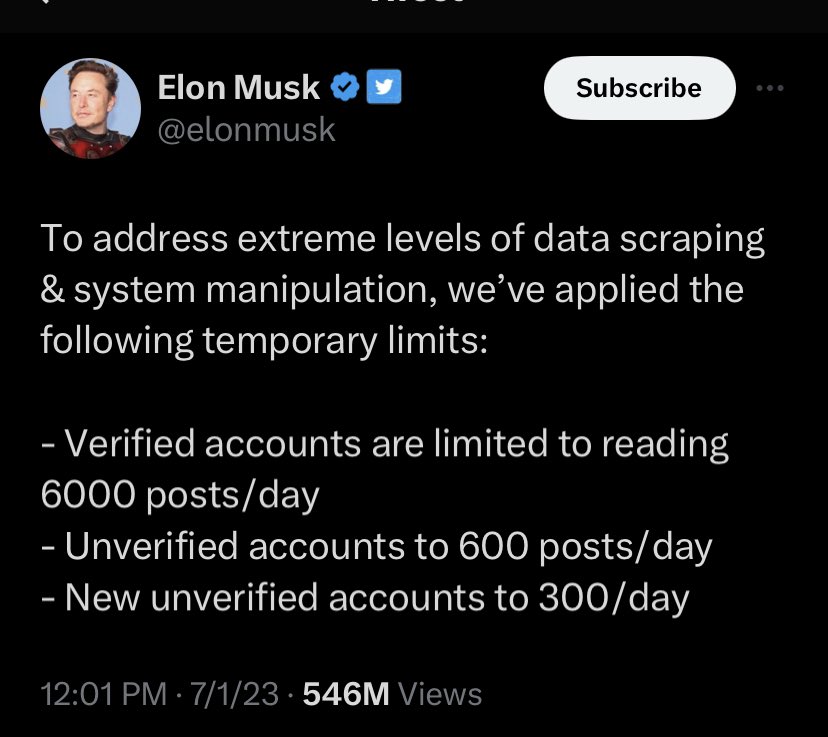 Elon Musk
Subscribe
@elonmusk
To address extreme levels of data scraping
& system manipulation, we’ve applied the
following temporary limits:
- Verified accounts are limited to reading
6000 posts/day
- Unverified accounts to 600 posts/day
- New unverified accounts to 300/day
12:01 PM · 7/1/23 · 546M Views